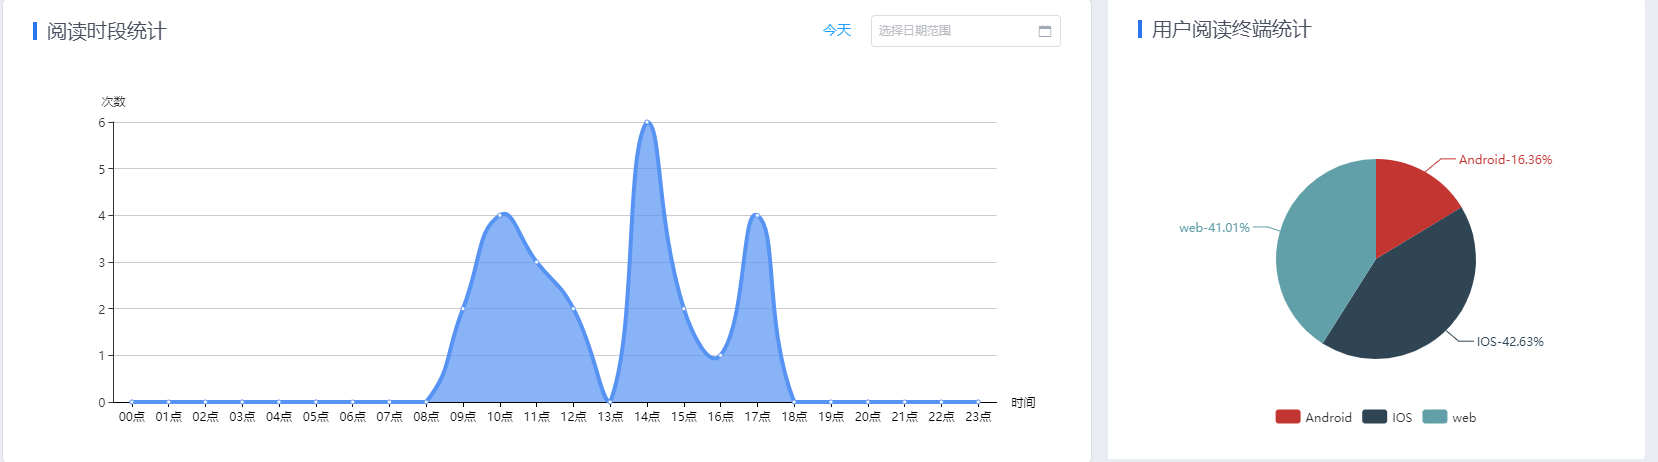 阅读时段统计
今天
选择日期范围
次数
6
5
4
3
2
1
0
00点 01点 02点 03点 04点 05点 06点 07点 08点 09点 10点 11点 12点 13点 14点 15点 16点 17点 18点 19点 20点 21点 22点 23点
时间
用户阅读终端统计
Android-16.36%
web-41.01%
IOS-42.63%
Android IOS web